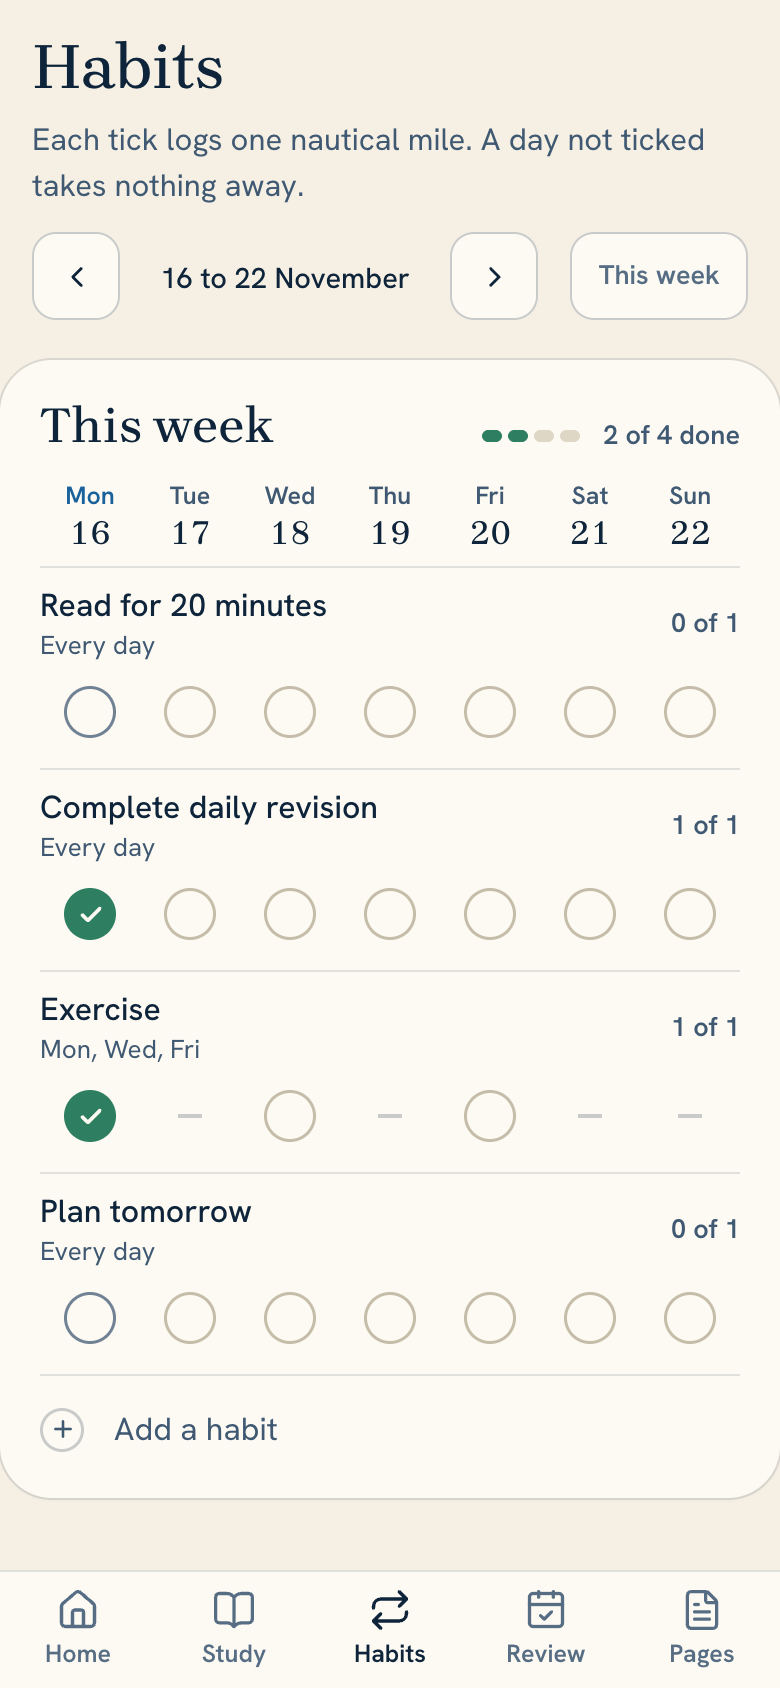 Habits
Each tick logs one nautical mile. A day not ticked
takes nothing away.
16 to 22 November
This week
This week
2 of 4 done
Mon Tue Wed Thu Fri Sat Sun
16 17 18 19 20 21 22
Read for 20 minutes
0 of 1
Every day
Complete daily revision
1 of 1
Every day
Exercise
1 of 1
Mon, Wed, Fri
Plan tomorrow
0 of 1
Every day
Add a habit
Home Study Habits Review Pages